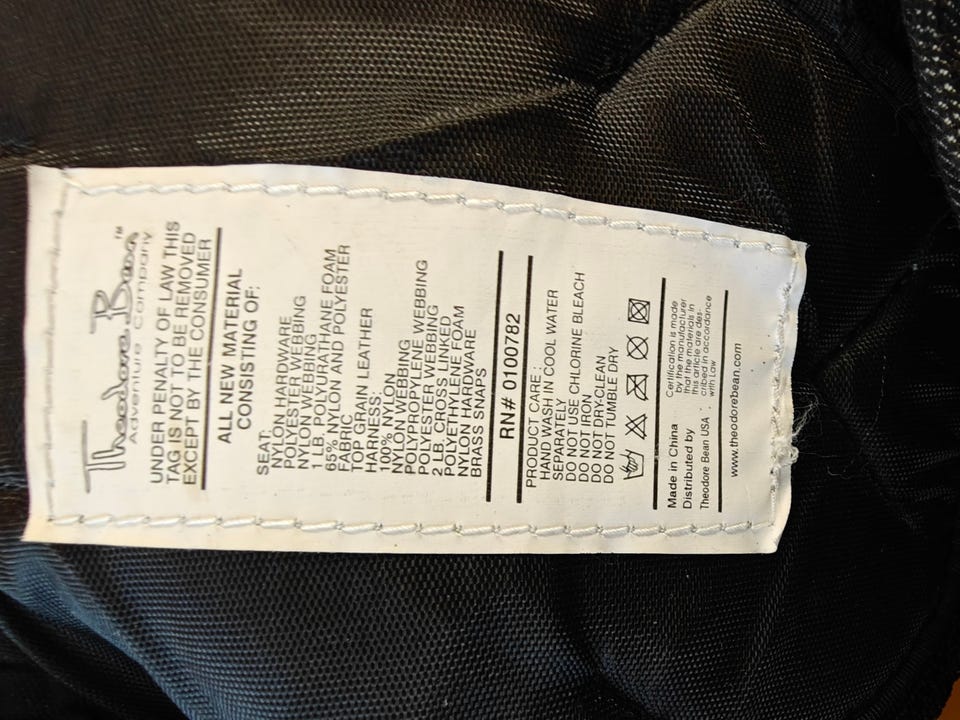 Theodore Bean™
Adventure Company
UNDER PENALTY OF LAW THIS
TAG IS NOT TO BE REMOVED
EXCEPT BY THE CONSUMER
ALL NEW MATERIAL
CONSISTING OF:
SEAT:
NYLON HARDWARE
POLYESTER WEBBING
NYLON WEBBING
1 LB. POLYURATHANE FOAM
65% NYLON AND POLYESTER
FABRIC
TOP GRAIN LEATHER
HARNESS:
100% NYLON
NYLON WEBBING
POLYPROPYLENE WEBBING
POLYESTER WEBBING
2 LB. CROSS LINKED
POLYETHYLENE FOAM
NYLON HARDWARE
BRASS SNAPS
RN# 0100782
PRODUCT CARE :
HAND WASH IN COOL WATER
SEPARATELY
DO NOT USE CHLORINE BLEACH
DO NOT IRON
DO NOT DRY-CLEAN
DO NOT TUMBLE DRY
Made in China
Distributed by
Theodore Bean USA
Certification is made
by the manufacturer
that the materials in
this article are des-
cribed in accordance
with Law
www.theodorebean.com